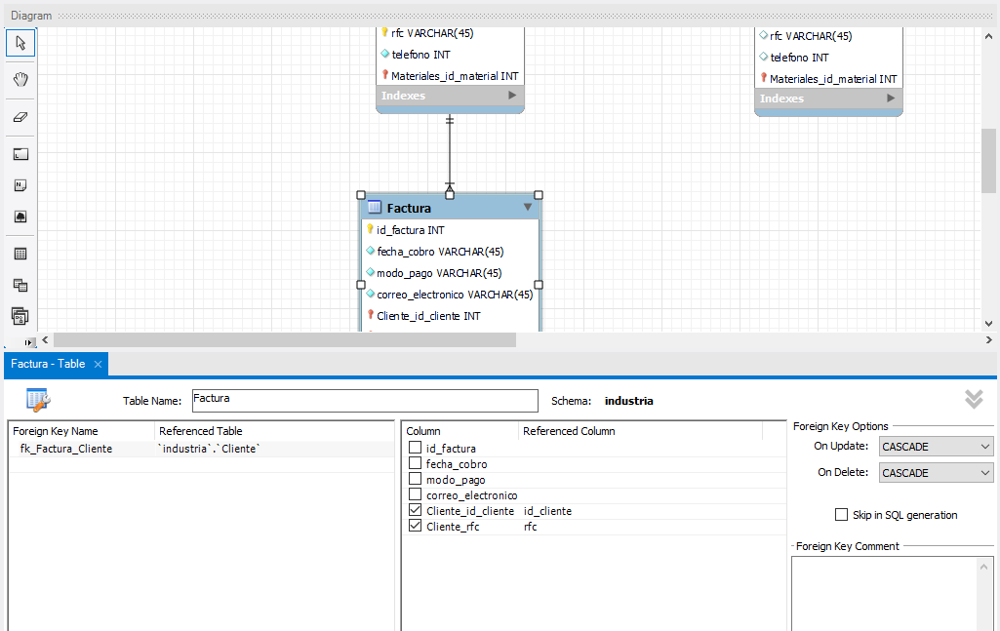 Diagram
rfc VARCHAR(45)
telefono INT
Materiales_id_material INT
Indexes
rfc VARCHAR(45)
telefono INT
Materiales_id_material INT
Indexes
Factura
id_factura INT
fecha_cobro VARCHAR(45)
modo_pago VARCHAR(45)
correo_electronico VARCHAR(45)
Cliente_id_cliente INT
Factura - Table
Table Name: Factura Schema: industria
Foreign Key Name Referenced Table
fk_Factura_Cliente `industria`.`Cliente`
Column Referenced Column
id_factura
fecha_cobro
modo_pago
correo_electronico
Cliente_id_cliente id_cliente
Cliente_rfc rfc
Foreign Key Options
On Update: CASCADE
On Delete: CASCADE
Skip in SQL generation
Foreign Key Comment